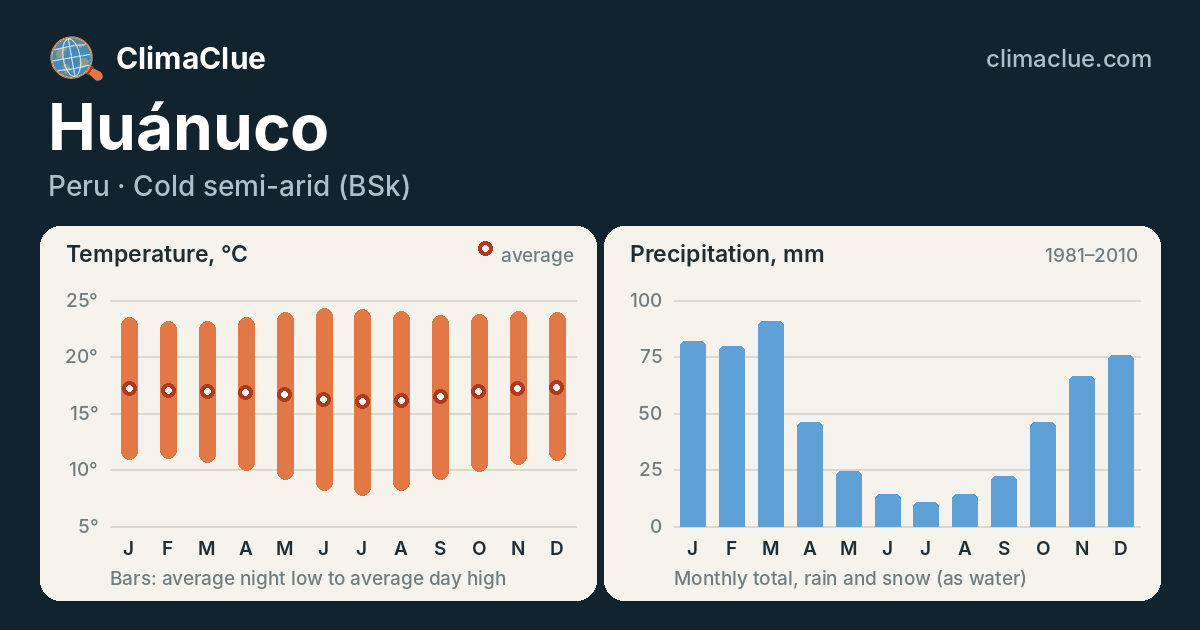 ClimaClue
climaclue.com
Huánuco
Peru · Cold semi-arid (BSk)
Temperature, °C
average
25°
20°
15°
10°
5°
J F M A M J J A S O N D
Bars: average night low to average day high
Precipitation, mm
1981–2010
100
75
50
25
0
J F M A M J J A S O N D
Monthly total, rain and snow (as water)